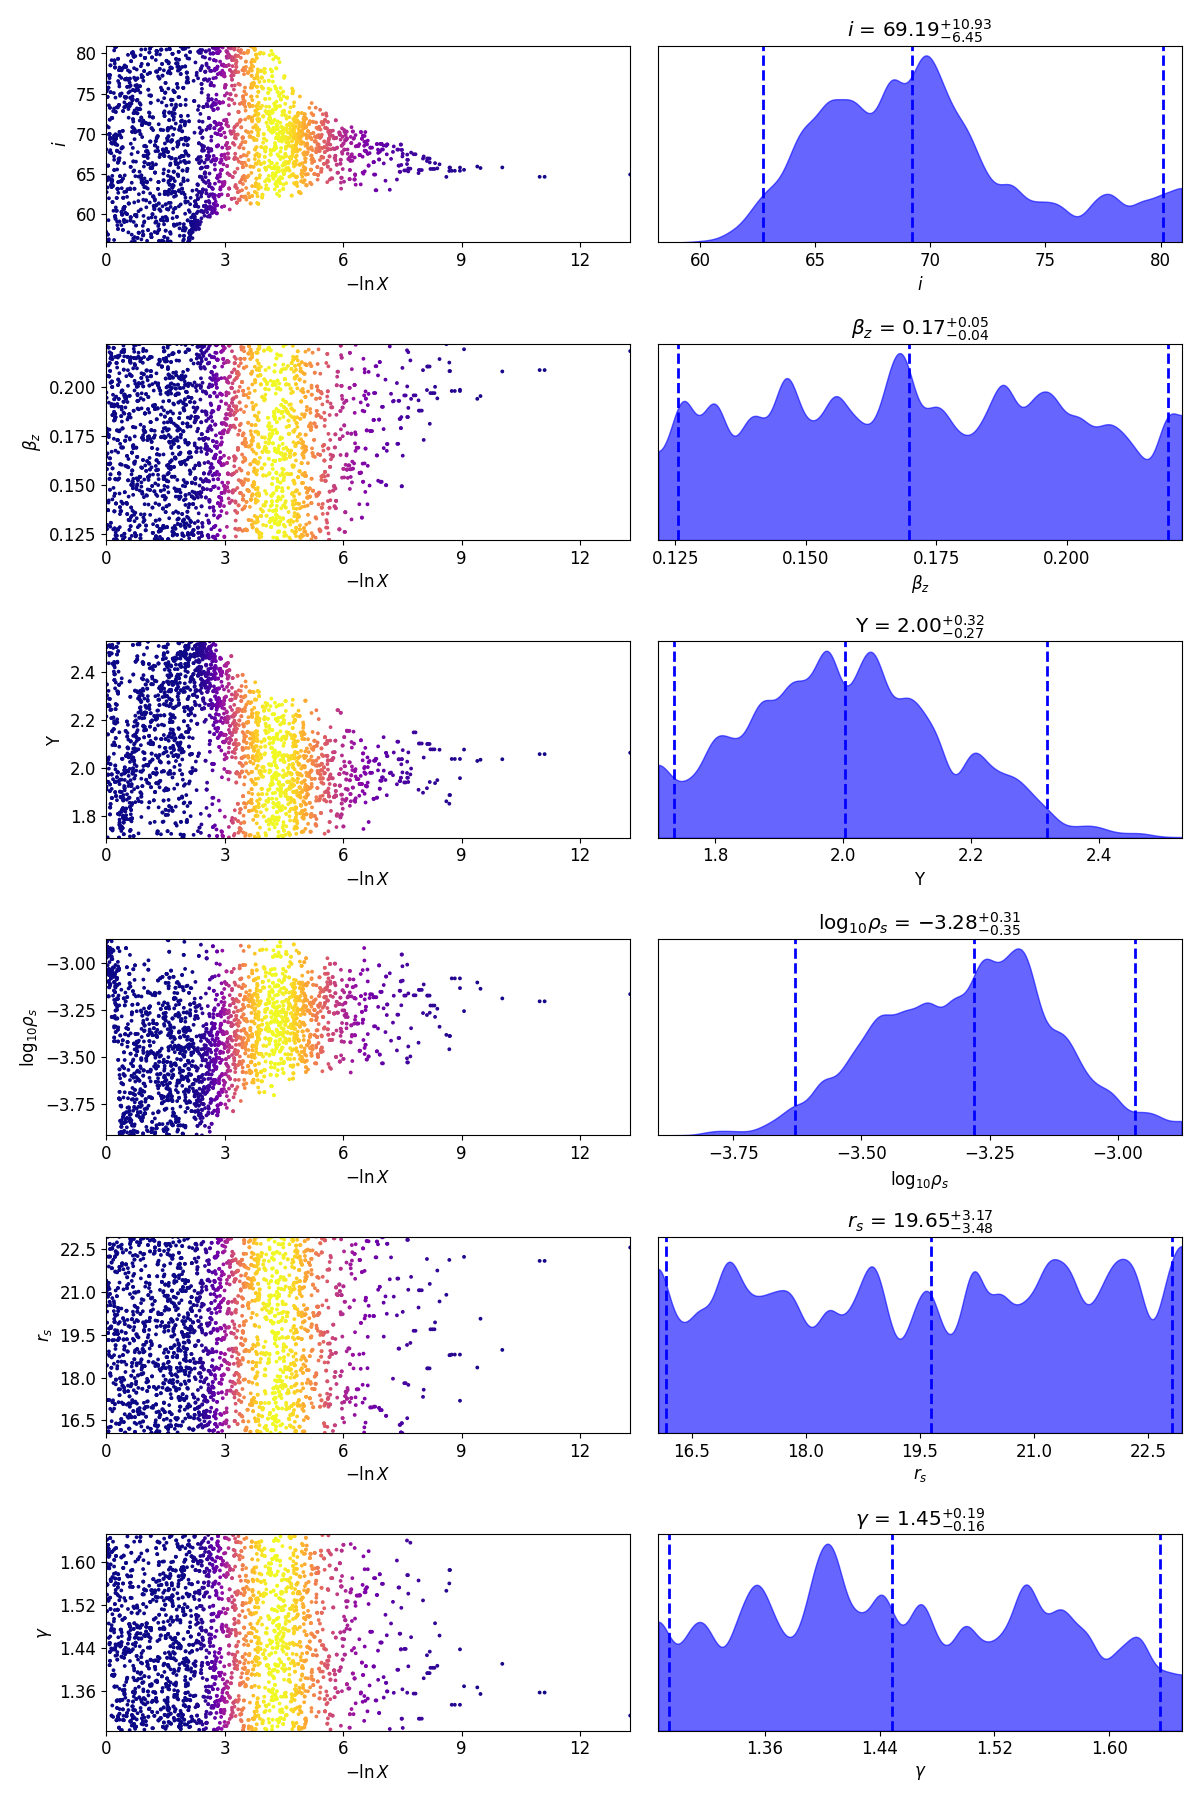 i = 69.19+10.93−6.45
80
75
70
65
60
i
0 3 6 9 12
−ln X
60 65 70 75 80
i
βz = 0.17+0.05−0.04
0.200
0.175
0.150
0.125
βz
0 3 6 9 12
−ln X
0.125 0.150 0.175 0.200
βz
Y = 2.00+0.32−0.27
2.4
2.2
2.0
1.8
Y
0 3 6 9 12
−ln X
1.8 2.0 2.2 2.4
Y
log10ρs = −3.28+0.31−0.35
−3.00
−3.25
−3.50
−3.75
log10ρs
0 3 6 9 12
−ln X
−3.75 −3.50 −3.25 −3.00
log10ρs
rs = 19.65+3.17−3.48
22.5
21.0
19.5
18.0
16.5
rs
0 3 6 9 12
−ln X
16.5 18.0 19.5 21.0 22.5
rs
γ = 1.45+0.19−0.16
1.60
1.52
1.44
1.36
γ
0 3 6 9 12
−ln X
1.36 1.44 1.52 1.60
γ